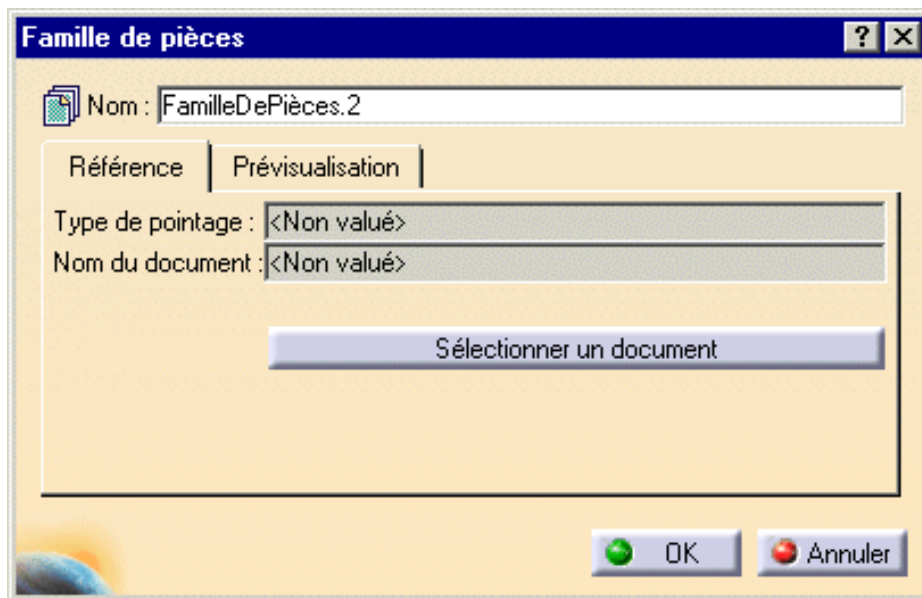 Famille de pièces
Nom : FamilleDePièces.2
Référence Prévisualisation
Type de pointage : <Non valué>
Nom du document : <Non valué>
Sélectionner un document
OK Annuler